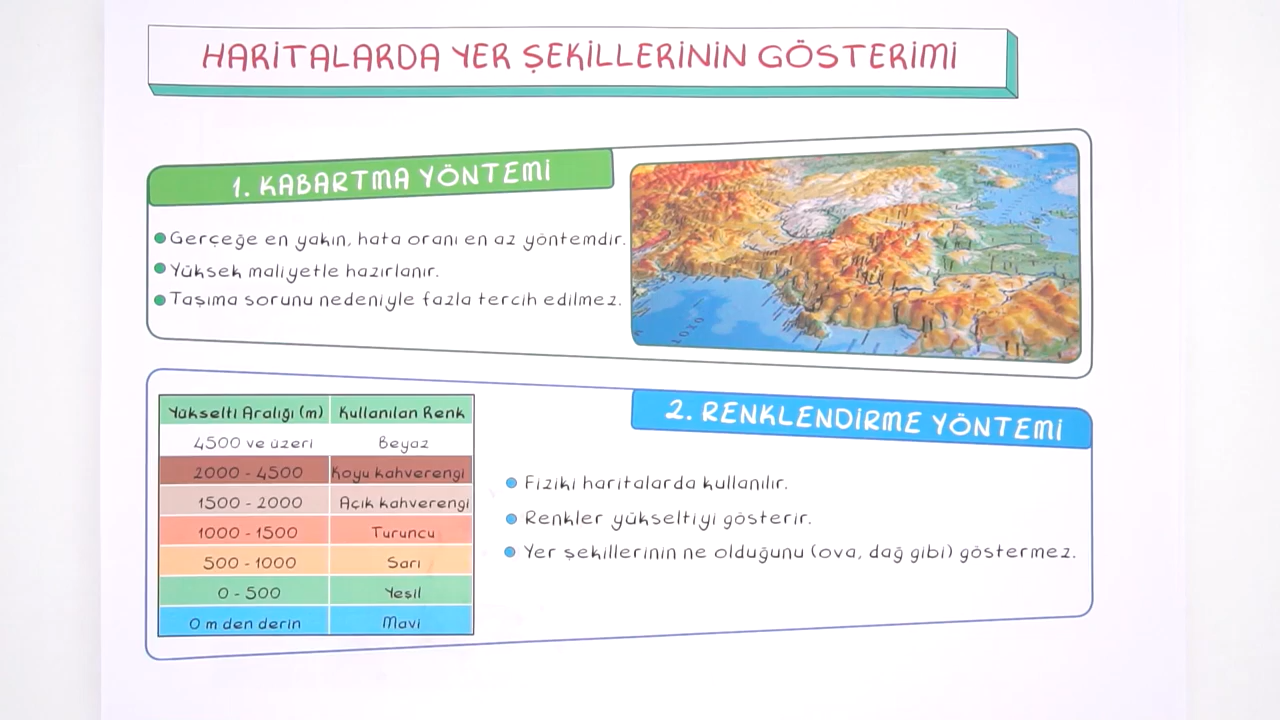 HARİTALARDA YER ŞEKİLLERİNİN GÖSTERİMİ
1. KABARTMA YÖNTEMİ
Gerçeğe en yakın, hata oranı en az yöntemdir.
Yüksek maliyetle hazırlanır.
Taşıma sorunu nedeniyle fazla tercih edilmez.
2. RENKLENDİRME YÖNTEMİ
Yükselti Aralığı (m) Kullanılan Renk
4500 ve üzeri Beyaz
2000 - 4500 Koyu kahverengi
1500 - 2000 Açık kahverengi
1000 - 1500 Turuncu
500 - 1000 Sarı
0 - 500 Yeşil
0 m den derin Mavi
Fiziki haritalarda kullanılır.
Renkler yükseltiyi gösterir.
Yer şekillerinin ne olduğunu (ova, dağ gibi) göstermez.